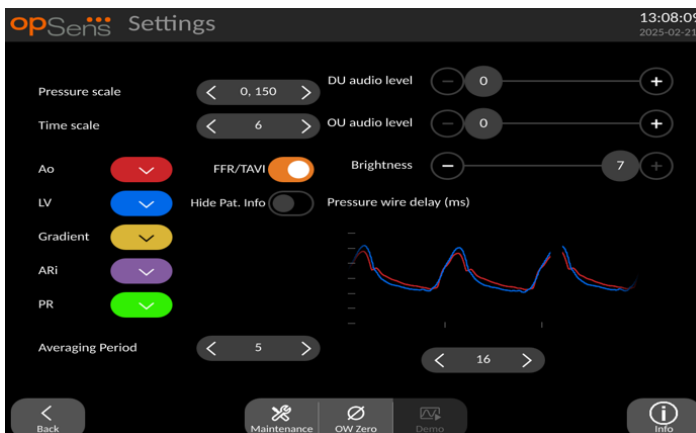 opSens Settings
13:08:09
2025-02-21
Pressure scale
0, 150
DU audio level
0
Time scale
6
OU audio level
0
Ao
FFR/TAVI
Brightness
7
LV
Hide Pat. Info
Pressure wire delay (ms)
Gradient
ARi
PR
Averaging Period
5
16
Back
Maintenance
OW Zero
Demo
Info